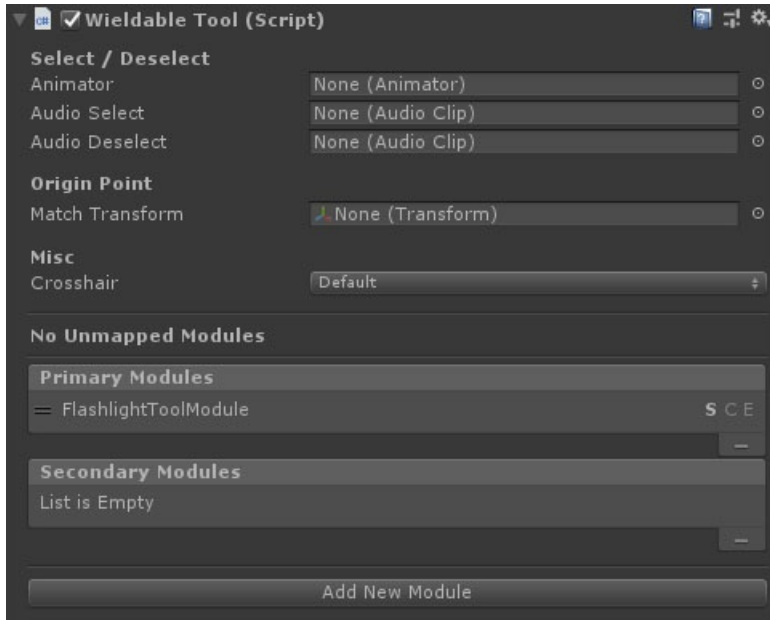 Wieldable Tool (Script)
Select / Deselect
Animator None (Animator)
Audio Select None (Audio Clip)
Audio Deselect None (Audio Clip)
Origin Point
Match Transform None (Transform)
Misc
Crosshair Default
No Unmapped Modules
Primary Modules
FlashlightToolModule S C E
Secondary Modules
List is Empty
Add New Module